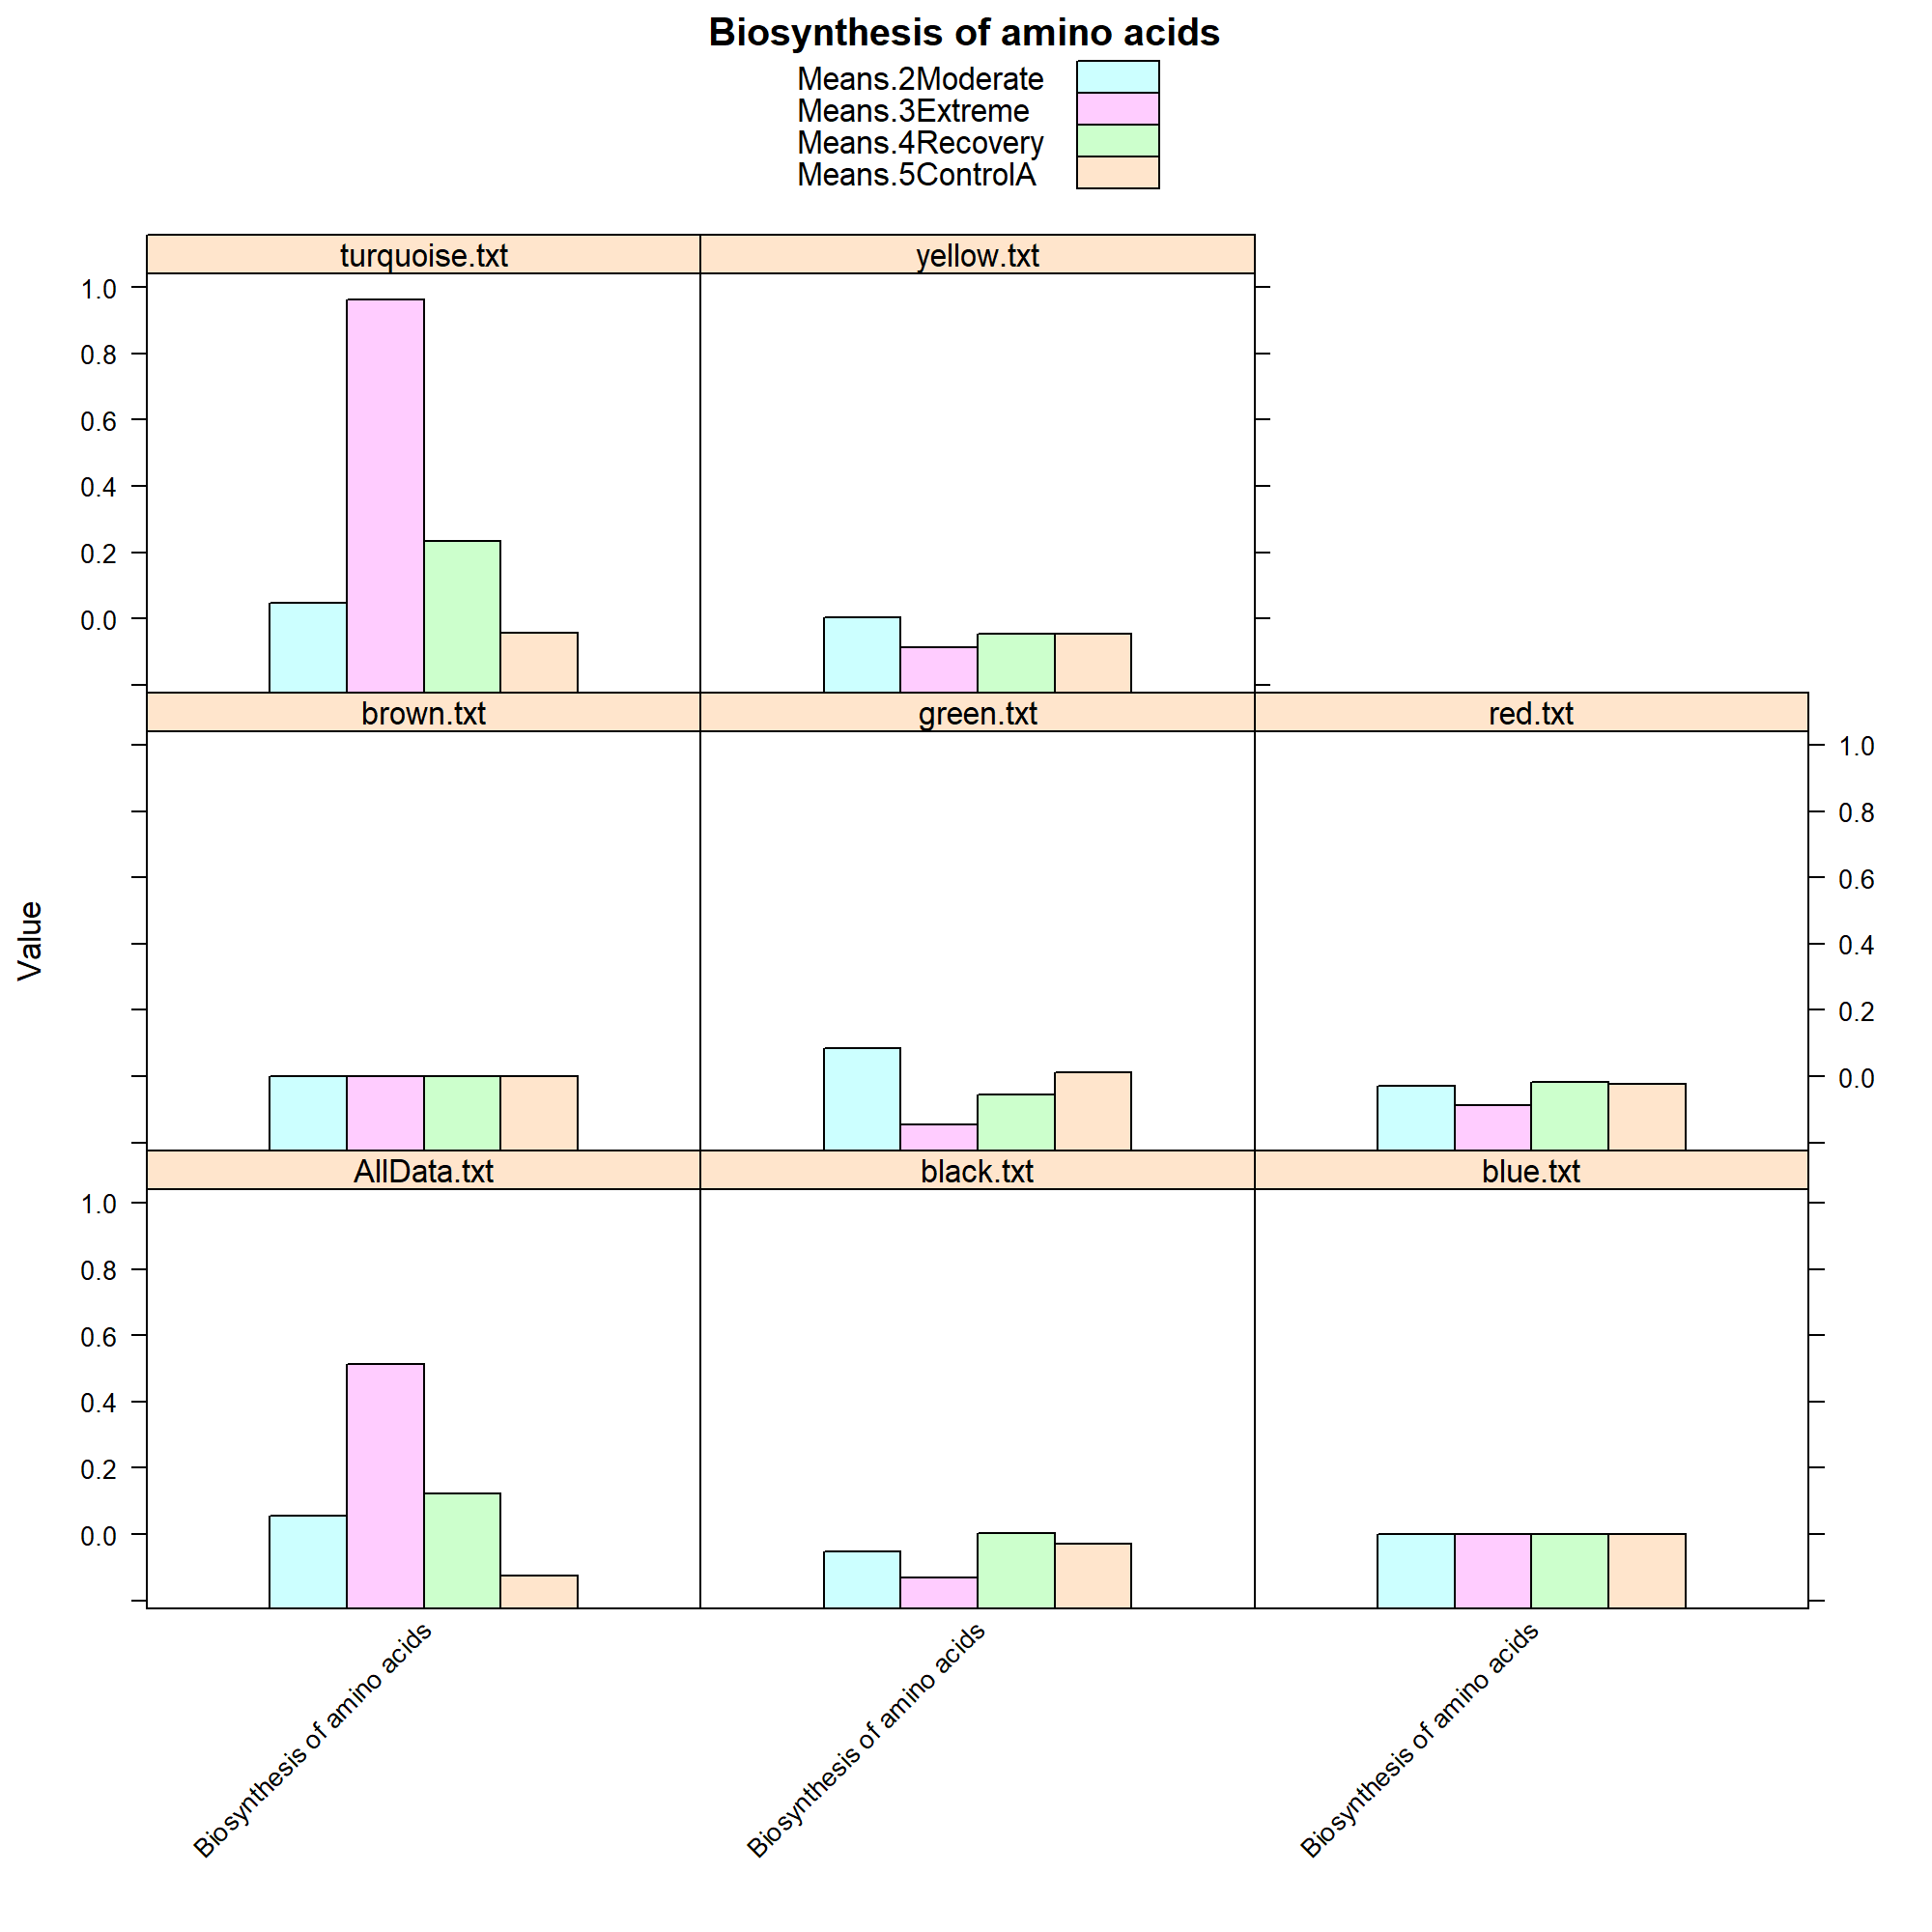 Biosynthesis of amino acids
Means.2Moderate
Means.3Extreme
Means.4Recovery
Means.5ControlA
turquoise.txt yellow.txt
1.0
0.8
0.6
0.4
0.2
0.0
brown.txt green.txt red.txt
1.0
0.8
0.6
0.4
0.2
0.0
Value
AllData.txt black.txt blue.txt
1.0
0.8
0.6
0.4
0.2
0.0
Biosynthesis of amino acids
Biosynthesis of amino acids
Biosynthesis of amino acids